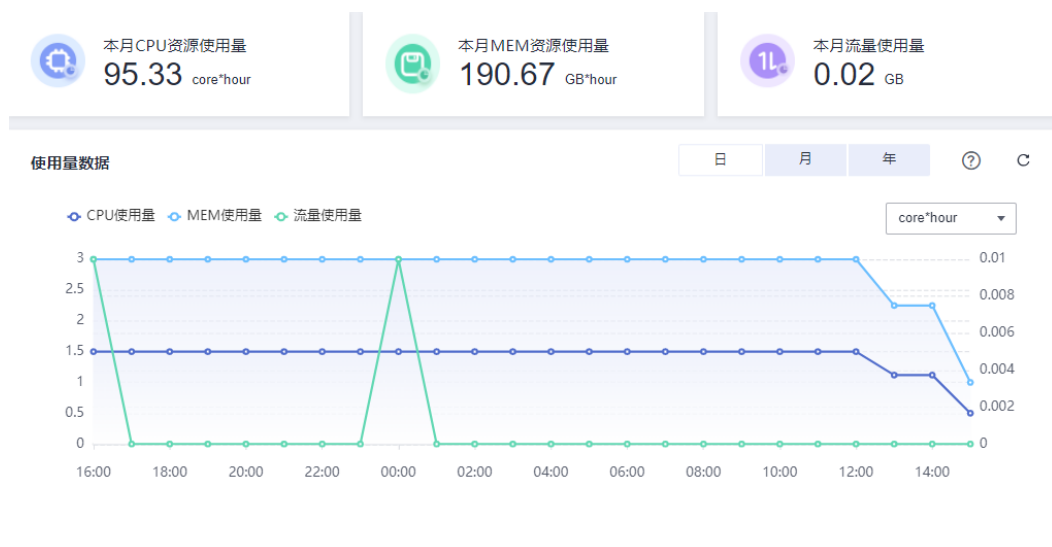 本月CPU资源使用量
95.33 core*hour
本月MEM资源使用量
190.67 GB*hour
本月流量使用量
0.02 GB
使用量数据
日 月 年
CPU使用量 MEM使用量 流量使用量
core*hour
3 0.01
2.5 0.008
2 0.006
1.5 0.004
1 0.002
0.5
0 0
16:00 18:00 20:00 22:00 00:00 02:00 04:00 06:00 08:00 10:00 12:00 14:00